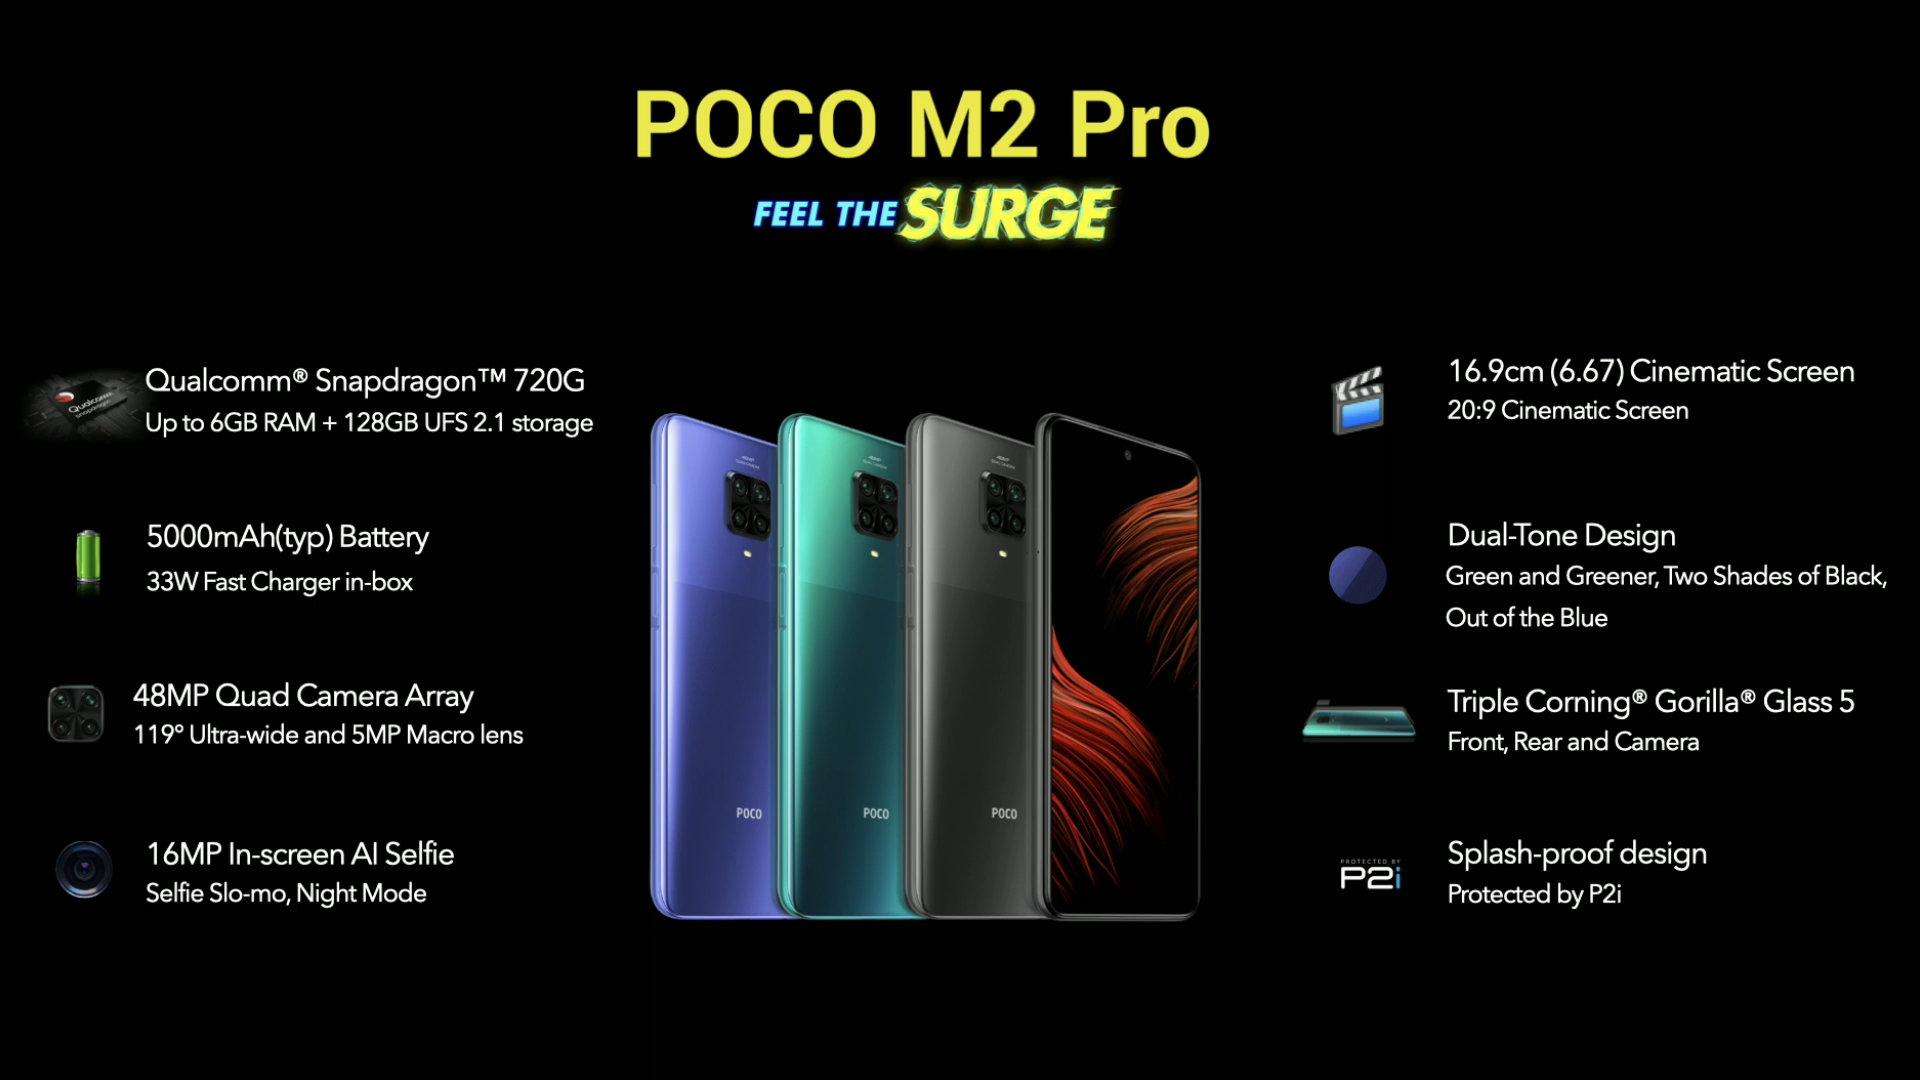 POCO M2 Pro
FEEL THE SURGE
Qualcomm® Snapdragon™ 720G
Up to 6GB RAM + 128GB UFS 2.1 storage
5000mAh(typ) Battery
33W Fast Charger in-box
48MP Quad Camera Array
119° Ultra-wide and 5MP Macro lens
16MP In-screen AI Selfie
Selfie Slo-mo, Night Mode
Qualcomm
snapdragon
POCO
POCO
POCO
16.9cm (6.67) Cinematic Screen
20:9 Cinematic Screen
Dual-Tone Design
Green and Greener, Two Shades of Black,
Out of the Blue
Triple Corning® Gorilla® Glass 5
Front, Rear and Camera
PROTECTED BY
P2i
Splash-proof design
Protected by P2i